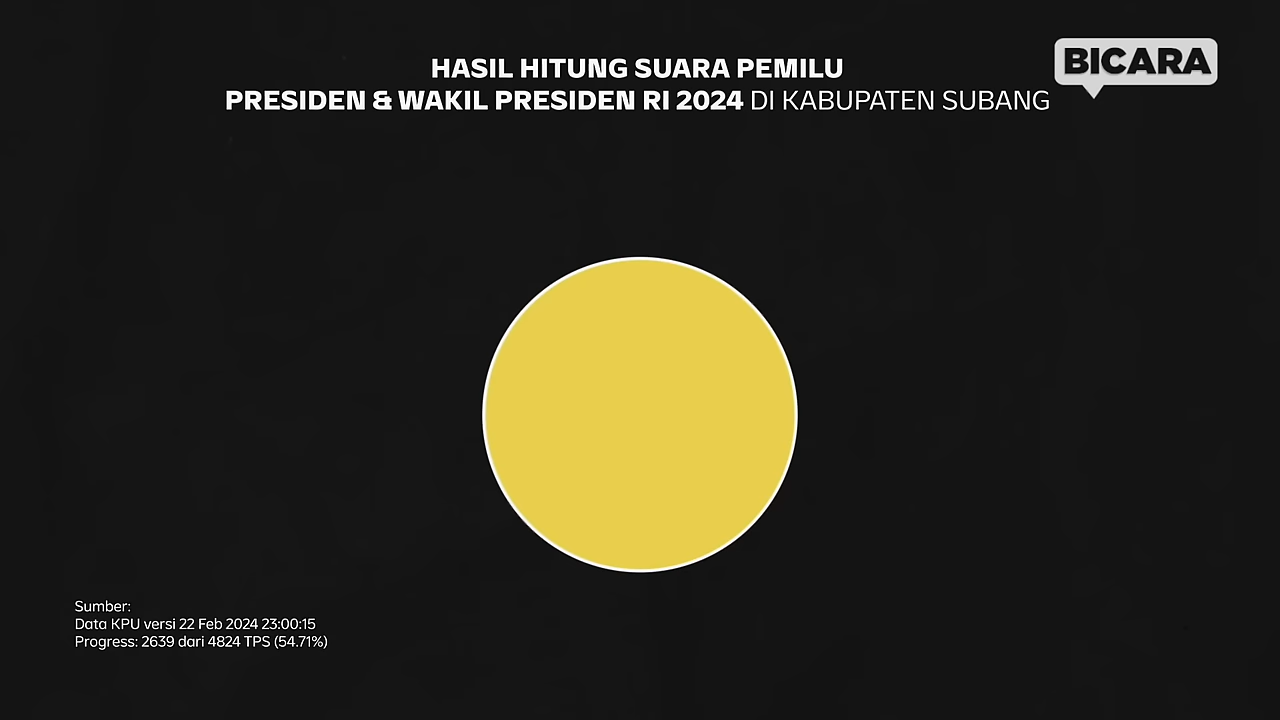 HASIL HITUNG SUARA PEMILU
PRESIDEN & WAKIL PRESIDEN RI 2024 DI KABUPATEN SUBANG
BICARA
Sumber:
Data KPU versi 22 Feb 2024 23:00:15
Progress: 2639 dari 4824 TPS (54.71%)